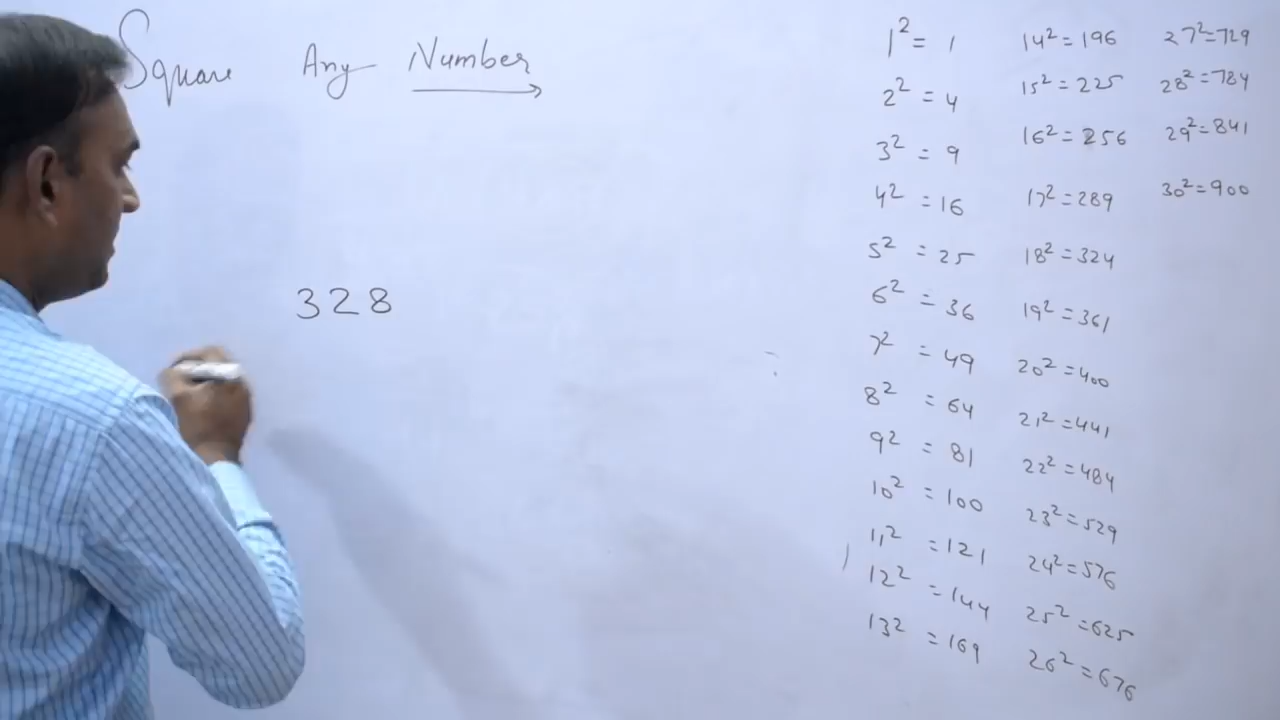 Square Any Number
328
1² = 1
2² = 4
3² = 9
4² = 16
5² = 25
6² = 36
7² = 49
8² = 64
9² = 81
10² = 100
11² = 121
12² = 144
13² = 169
14² = 196
15² = 225
16² = 256
17² = 289
18² = 324
19² = 361
20² = 400
21² = 441
22² = 484
23² = 529
24² = 576
25² = 625
26² = 676
27² = 729
28² = 784
29² = 841
30² = 900